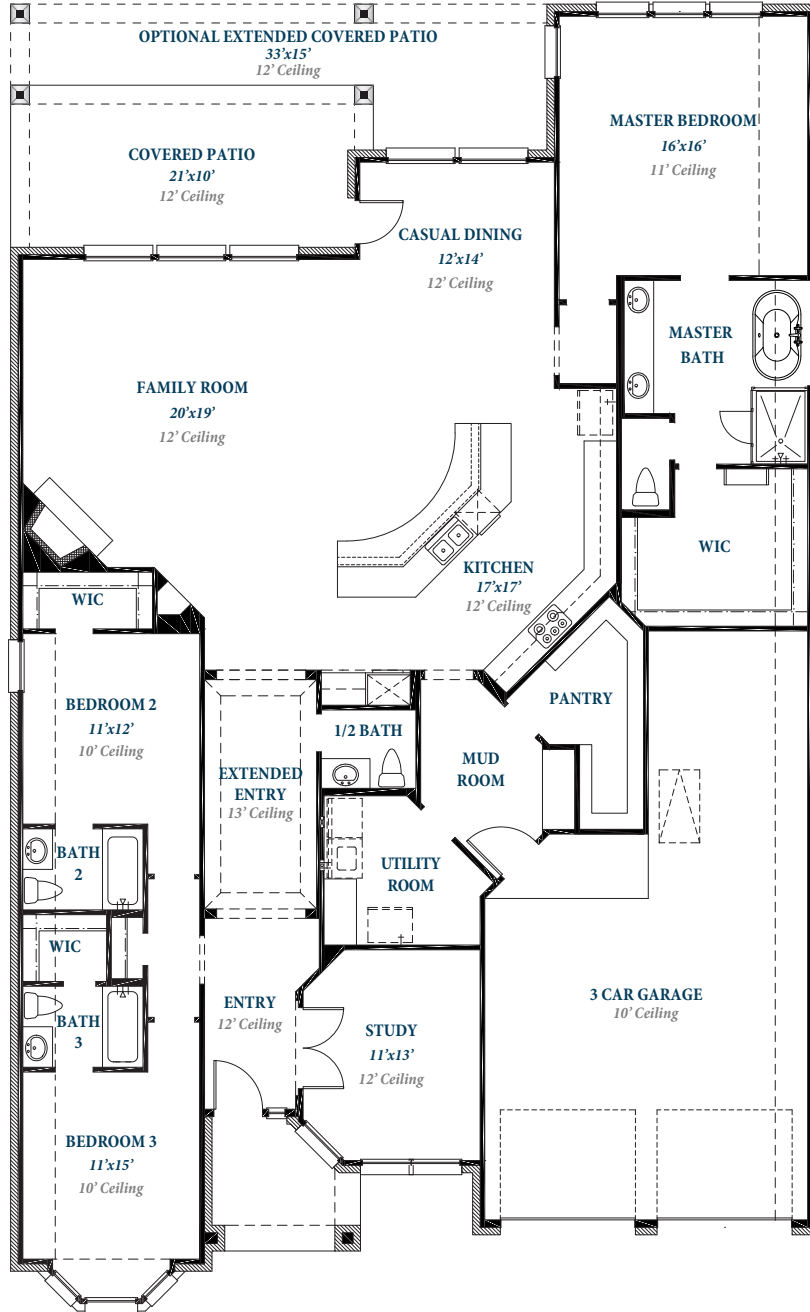 OPTIONAL EXTENDED COVERED PATIO
33'x15'
12' Ceiling
MASTER BEDROOM
16'x16'
11' Ceiling
COVERED PATIO
21'x10'
12' Ceiling
CASUAL DINING
12'x14'
12' Ceiling
MASTER
BATH
FAMILY ROOM
20'x19'
12' Ceiling
WIC
KITCHEN
17'x17'
12' Ceiling
WIC
BEDROOM 2
11'x12'
10' Ceiling
PANTRY
1/2 BATH
MUD
ROOM
EXTENDED
ENTRY
13' Ceiling
BATH
2
UTILITY
ROOM
WIC
ENTRY
12' Ceiling
3 CAR GARAGE
10' Ceiling
BATH
3
STUDY
11'x13'
12' Ceiling
BEDROOM 3
11'x15'
10' Ceiling